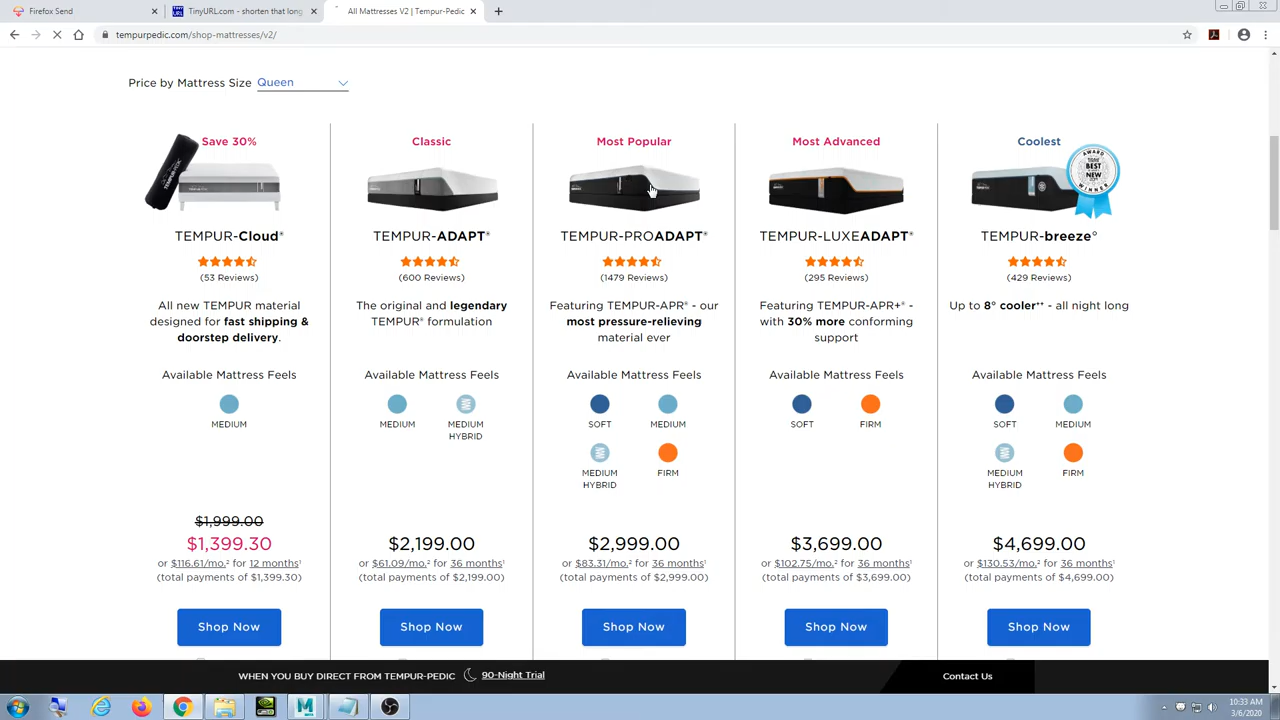 Firefox Send
TinyURL.com - shorten that long
All Mattresses V2 | Tempur-Pedic
tempurpedic.com/shop-mattresses/v2/
Price by Mattress Size Queen
Save 30%
TEMPUR-Cloud®
(53 Reviews)
All new TEMPUR material
designed for fast shipping &
doorstep delivery.
Available Mattress Feels
MEDIUM
$1,999.00
$1,399.30
or $116.61/mo.² for 12 months¹
(total payments of $1,399.30)
Shop Now
Classic
TEMPUR-ADAPT®
(600 Reviews)
The original and legendary
TEMPUR® formulation
Available Mattress Feels
MEDIUM
MEDIUM
HYBRID
$2,199.00
or $61.09/mo.² for 36 months¹
(total payments of $2,199.00)
Shop Now
Most Popular
TEMPUR-PROADAPT®
(1479 Reviews)
Featuring TEMPUR-APR® - our
most pressure-relieving
material ever
Available Mattress Feels
SOFT
MEDIUM
MEDIUM
HYBRID
FIRM
$2,999.00
or $83.31/mo.² for 36 months¹
(total payments of $2,999.00)
Shop Now
Most Advanced
TEMPUR-LUXEADAPT®
(295 Reviews)
Featuring TEMPUR-APR+® -
with 30% more conforming
support
Available Mattress Feels
SOFT
FIRM
$3,699.00
or $102.75/mo.² for 36 months¹
(total payments of $3,699.00)
Shop Now
Coolest
BEST
NEW
WINNER
TEMPUR-breeze°
(429 Reviews)
Up to 8° cooler⁺⁺ - all night long
Available Mattress Feels
SOFT
MEDIUM
MEDIUM
HYBRID
FIRM
$4,699.00
or $130.53/mo.² for 36 months¹
(total payments of $4,699.00)
Shop Now
WHEN YOU BUY DIRECT FROM TEMPUR-PEDIC 90-Night Trial
Contact Us
10:33 AM
3/6/2020